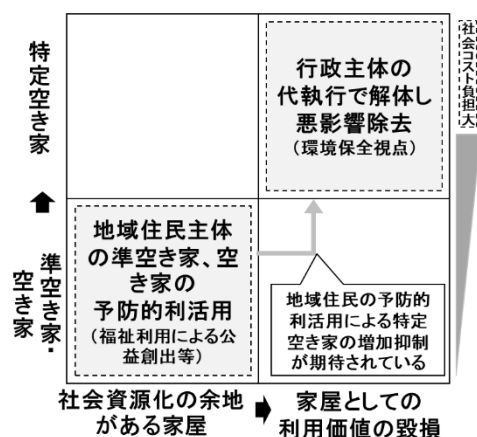 特定空き家
準空き家・
空き家
行政主体の
代執行で解体し
悪影響除去
(環境保全視点)
社会コスト負担大
地域住民主体
の準空き家、空
き家の
予防的利活用
(福祉利用による公
益創出等)
地域住民の予防的
利活用による特定
空き家の増加抑制
が期待されている
社会資源化の余地
がある家屋
家屋としての
利用価値の毀損